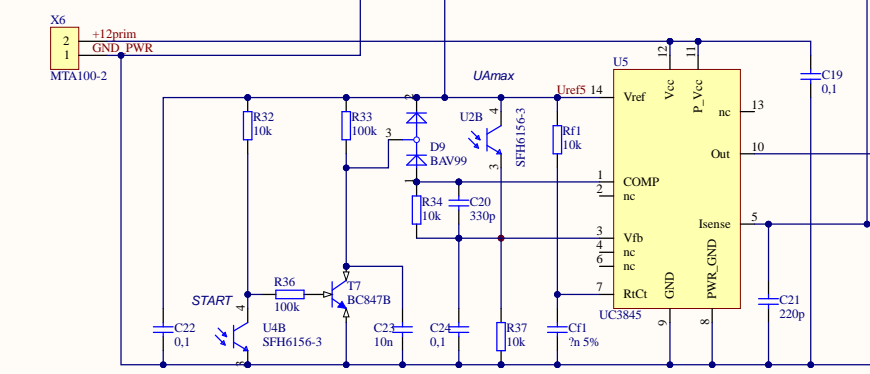 X6
+12prim
2
GND_PWR
1
MTA100-2
12
11
U5
UAmax
C19
0,1
Uref5
14
Vref
Vcc
P_Vcc
nc
13
2
4
R32
10k
R33
100k
3
D9
BAV99
U2B
SFH6156-3
3
Rf1
10k
Out
10
1
COMP
1
2
nc
R34
10k
C20
330p
Isense
5
3
Vfb
4
nc
6
nc
GND
PWR_GND
R36
100k
T7
BC847B
START
4
7
RtCt
UC3845
9
8
C21
220p
C22
0,1
U4B
SFH6156-3
3
C23
10n
C24
0,1
R37
10k
Cf1
?n 5%